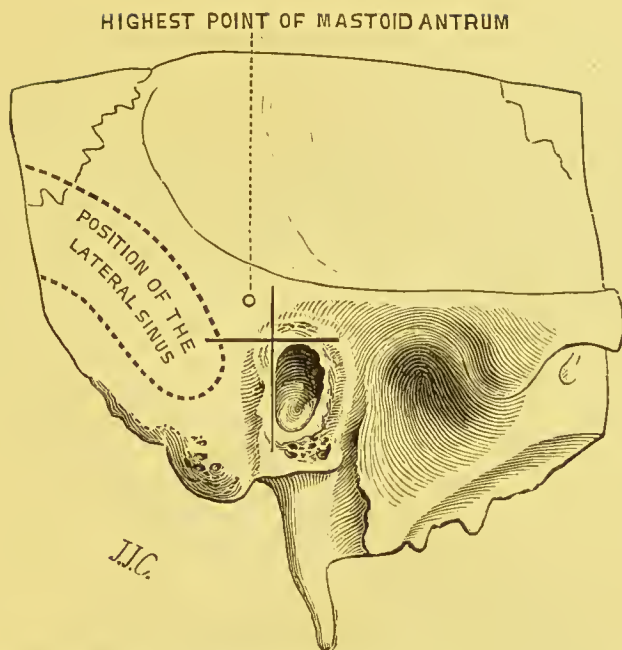 HIGHEST POINT OF MASTOID ANTRUM
POSITION OF THE
LATERAL SINUS
J.J.C.